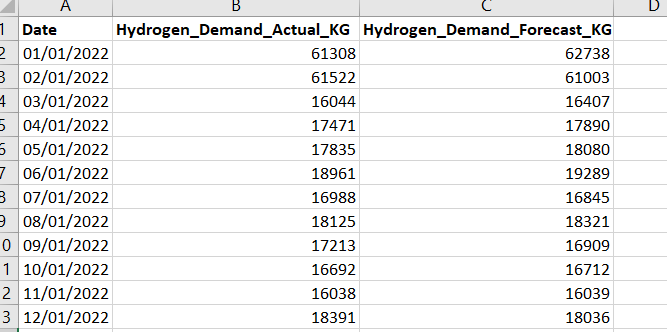 A B C D
1 Date Hydrogen_Demand_Actual_KG Hydrogen_Demand_Forecast_KG
2 01/01/2022 61308 62738
3 02/01/2022 61522 61003
4 03/01/2022 16044 16407
5 04/01/2022 17471 17890
6 05/01/2022 17835 18080
7 06/01/2022 18961 19289
8 07/01/2022 16988 16845
9 08/01/2022 18125 18321
0 09/01/2022 17213 16909
1 10/01/2022 16692 16712
2 11/01/2022 16038 16039
3 12/01/2022 18391 18036